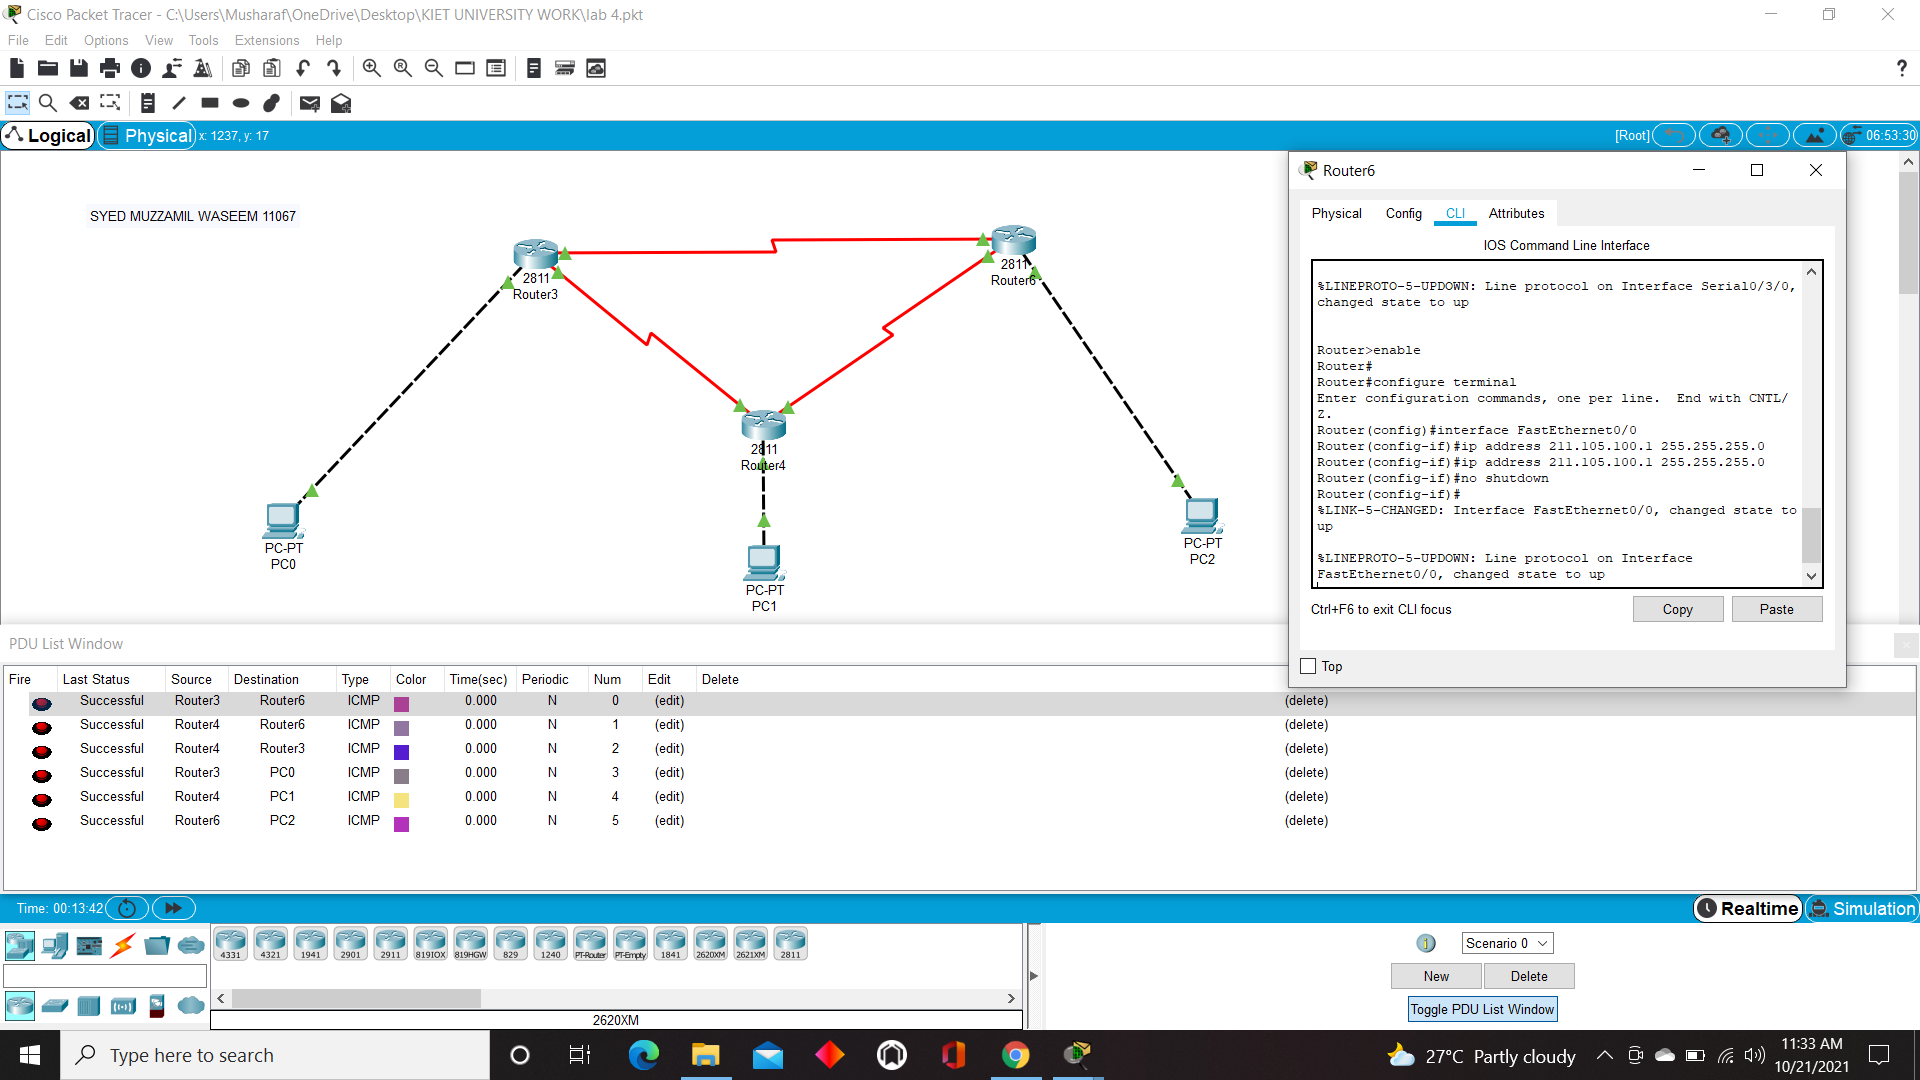 Cisco Packet Tracer - C:\Users\Musharaf\OneDrive\Desktop\KIET UNIVERSITY WORK\lab 4.pkt
File Edit Options View Tools Extensions Help
?
Logical Physical x: 1237, y: 17 [Root] 06:53:30
SYED MUZZAMIL WASEEM 11067
2811
Router3
2811
Router6
2811
Router4
PC-PT
PC0
PC-PT
PC1
PC-PT
PC2
Router6
Physical Config CLI Attributes
IOS Command Line Interface
%LINEPROTO-5-UPDOWN: Line protocol on Interface Serial0/3/0,
changed state to up
Router>enable
Router#
Router#configure terminal
Enter configuration commands, one per line. End with CNTL/
Z.
Router(config)#interface FastEthernet0/0
Router(config-if)#ip address 211.105.100.1 255.255.255.0
Router(config-if)#ip address 211.105.100.1 255.255.255.0
Router(config-if)#no shutdown
Router(config-if)#
%LINK-5-CHANGED: Interface FastEthernet0/0, changed state to
up
%LINEPROTO-5-UPDOWN: Line protocol on Interface
FastEthernet0/0, changed state to up
Ctrl+F6 to exit CLI focus Copy Paste
Top
PDU List Window
Fire Last Status Source Destination Type Color Time(sec) Periodic Num Edit Delete
Successful Router3 Router6 ICMP 0.000 N 0 (edit) (delete)
Successful Router4 Router6 ICMP 0.000 N 1 (edit) (delete)
Successful Router4 Router3 ICMP 0.000 N 2 (edit) (delete)
Successful Router3 PC0 ICMP 0.000 N 3 (edit) (delete)
Successful Router4 PC1 ICMP 0.000 N 4 (edit) (delete)
Successful Router6 PC2 ICMP 0.000 N 5 (edit) (delete)
Time: 00:13:42 Realtime Simulation
4331 4321 1941 2901 2911 819IOX 819HGW 829 1240 PT-Router PT-Empty 1841 2620XM 2621XM 2811
2620XM
Scenario 0
New Delete
Toggle PDU List Window
Type here to search
27°C Partly cloudy
11:33 AM
10/21/2021